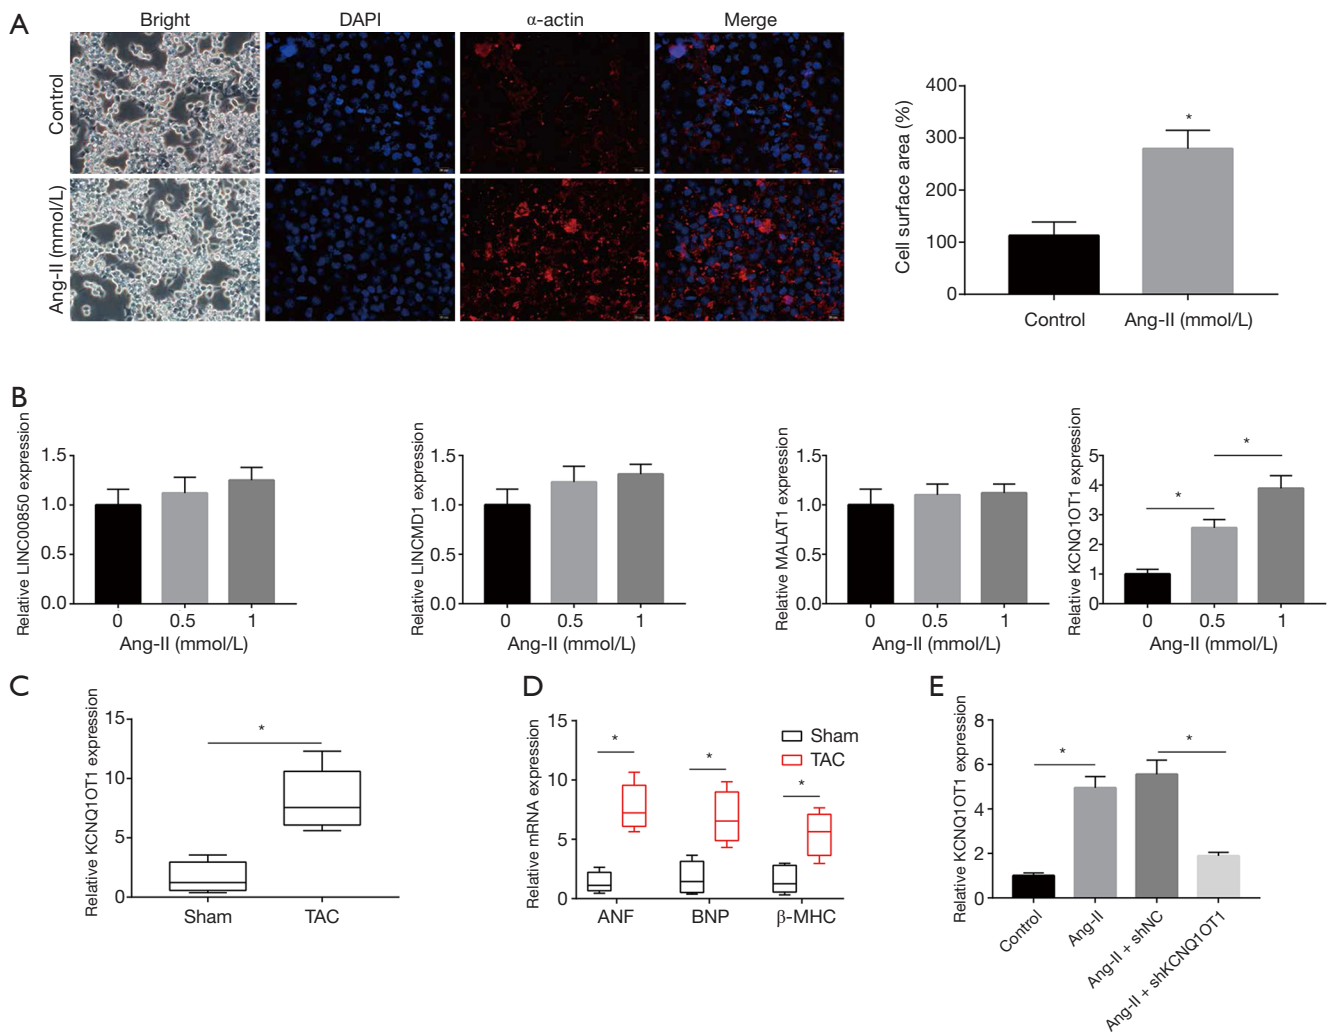 A
Bright
DAPI
α-actin
Merge
Control
Ang-II (mmol/L)
Cell surface area (%)
400
300
200
100
0
*
Control
Ang-II (mmol/L)
B
Relative LINC00850 expression
1.5
1.0
0.5
0.0
0
0.5
1
Ang-II (mmol/L)
Relative LINCMD1 expression
1.5
1.0
0.5
0.0
0
0.5
1
Ang-II (mmol/L)
Relative MALAT1 expression
1.5
1.0
0.5
0.0
0
0.5
1
Ang-II (mmol/L)
Relative KCNQ1OT1 expression
5
4
3
2
1
0
*
*
0
0.5
1
Ang-II (mmol/L)
C
Relative KCNQ1OT1 expression
15
10
5
0
*
Sham
TAC
D
Relative mRNA expression
15
10
5
0
*
*
*
Sham
TAC
ANF
BNP
β-MHC
E
Relative KCNQ1OT1 expression
8
6
4
2
0
*
*
Control
Ang-II
Ang-II + shNC
Ang-II + shKCNQ1OT1